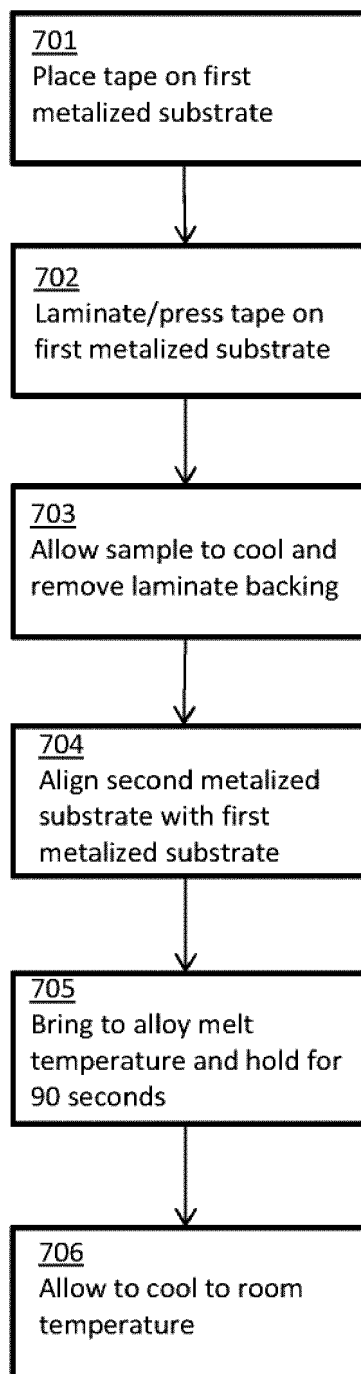 701
Place tape on first
metalized substrate
702
Laminate/press tape on
first metalized substrate
703
Allow sample to cool and
remove laminate backing
704
Align second metalized
substrate with first
metalized substrate
705
Bring to alloy melt
temperature and hold for
90 seconds
706
Allow to cool to room
temperature